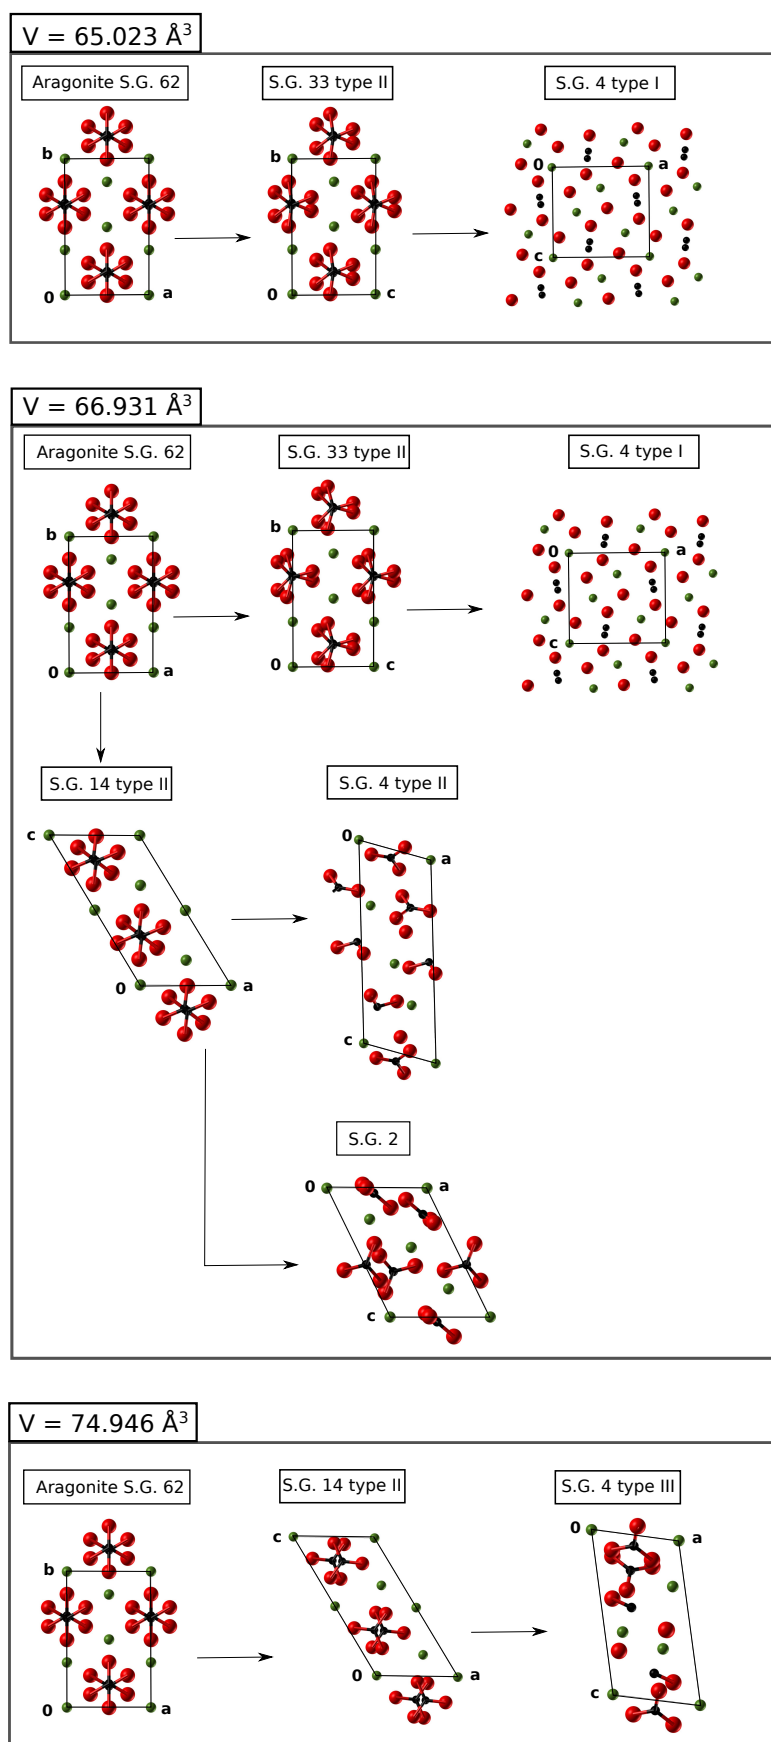 V = 65.023 Å³
Aragonite S.G. 62
S.G. 33 type II
S.G. 4 type I
b
0
a
b
0
c
0
a
c
V = 66.931 Å³
Aragonite S.G. 62
S.G. 33 type II
S.G. 4 type I
b
0
a
b
0
c
0
a
c
S.G. 14 type II
S.G. 4 type II
c
0
a
0
a
c
S.G. 2
0
a
c
V = 74.946 Å³
Aragonite S.G. 62
S.G. 14 type II
S.G. 4 type III
b
0
a
c
0
a
0
a
c